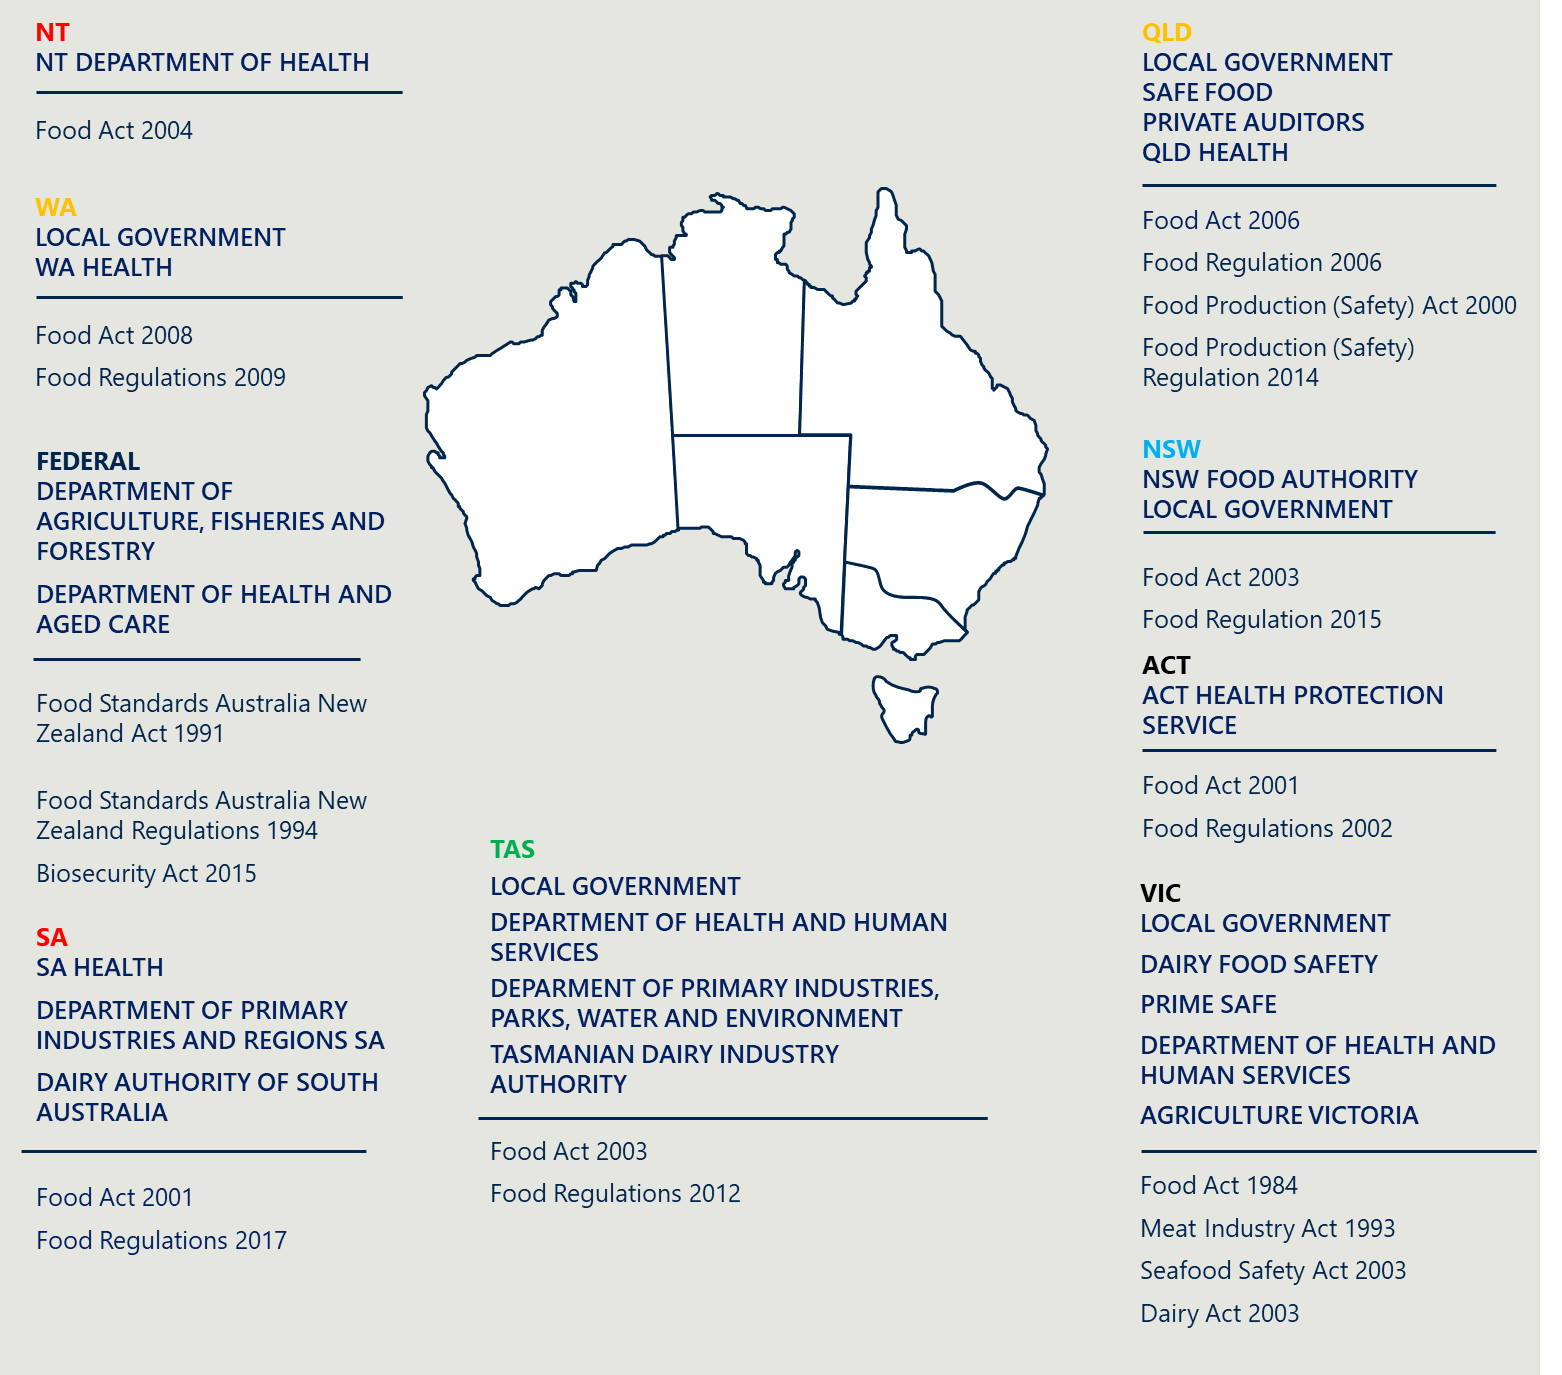 NT
NT DEPARTMENT OF HEALTH
Food Act 2004
WA
LOCAL GOVERNMENT
WA HEALTH
Food Act 2008
Food Regulations 2009
FEDERAL
DEPARTMENT OF
AGRICULTURE, FISHERIES AND
FORESTRY
DEPARTMENT OF HEALTH AND
AGED CARE
Food Standards Australia New
Zealand Act 1991
Food Standards Australia New
Zealand Regulations 1994
Biosecurity Act 2015
SA
SA HEALTH
DEPARTMENT OF PRIMARY
INDUSTRIES AND REGIONS SA
DAIRY AUTHORITY OF SOUTH
AUSTRALIA
Food Act 2001
Food Regulations 2017
TAS
LOCAL GOVERNMENT
DEPARTMENT OF HEALTH AND HUMAN
SERVICES
DEPARMENT OF PRIMARY INDUSTRIES,
PARKS, WATER AND ENVIRONMENT
TASMANIAN DAIRY INDUSTRY
AUTHORITY
Food Act 2003
Food Regulations 2012
QLD
LOCAL GOVERNMENT
SAFE FOOD
PRIVATE AUDITORS
QLD HEALTH
Food Act 2006
Food Regulation 2006
Food Production (Safety) Act 2000
Food Production (Safety)
Regulation 2014
NSW
NSW FOOD AUTHORITY
LOCAL GOVERNMENT
Food Act 2003
Food Regulation 2015
ACT
ACT HEALTH PROTECTION
SERVICE
Food Act 2001
Food Regulations 2002
VIC
LOCAL GOVERNMENT
DAIRY FOOD SAFETY
PRIME SAFE
DEPARTMENT OF HEALTH AND
HUMAN SERVICES
AGRICULTURE VICTORIA
Food Act 1984
Meat Industry Act 1993
Seafood Safety Act 2003
Dairy Act 2003